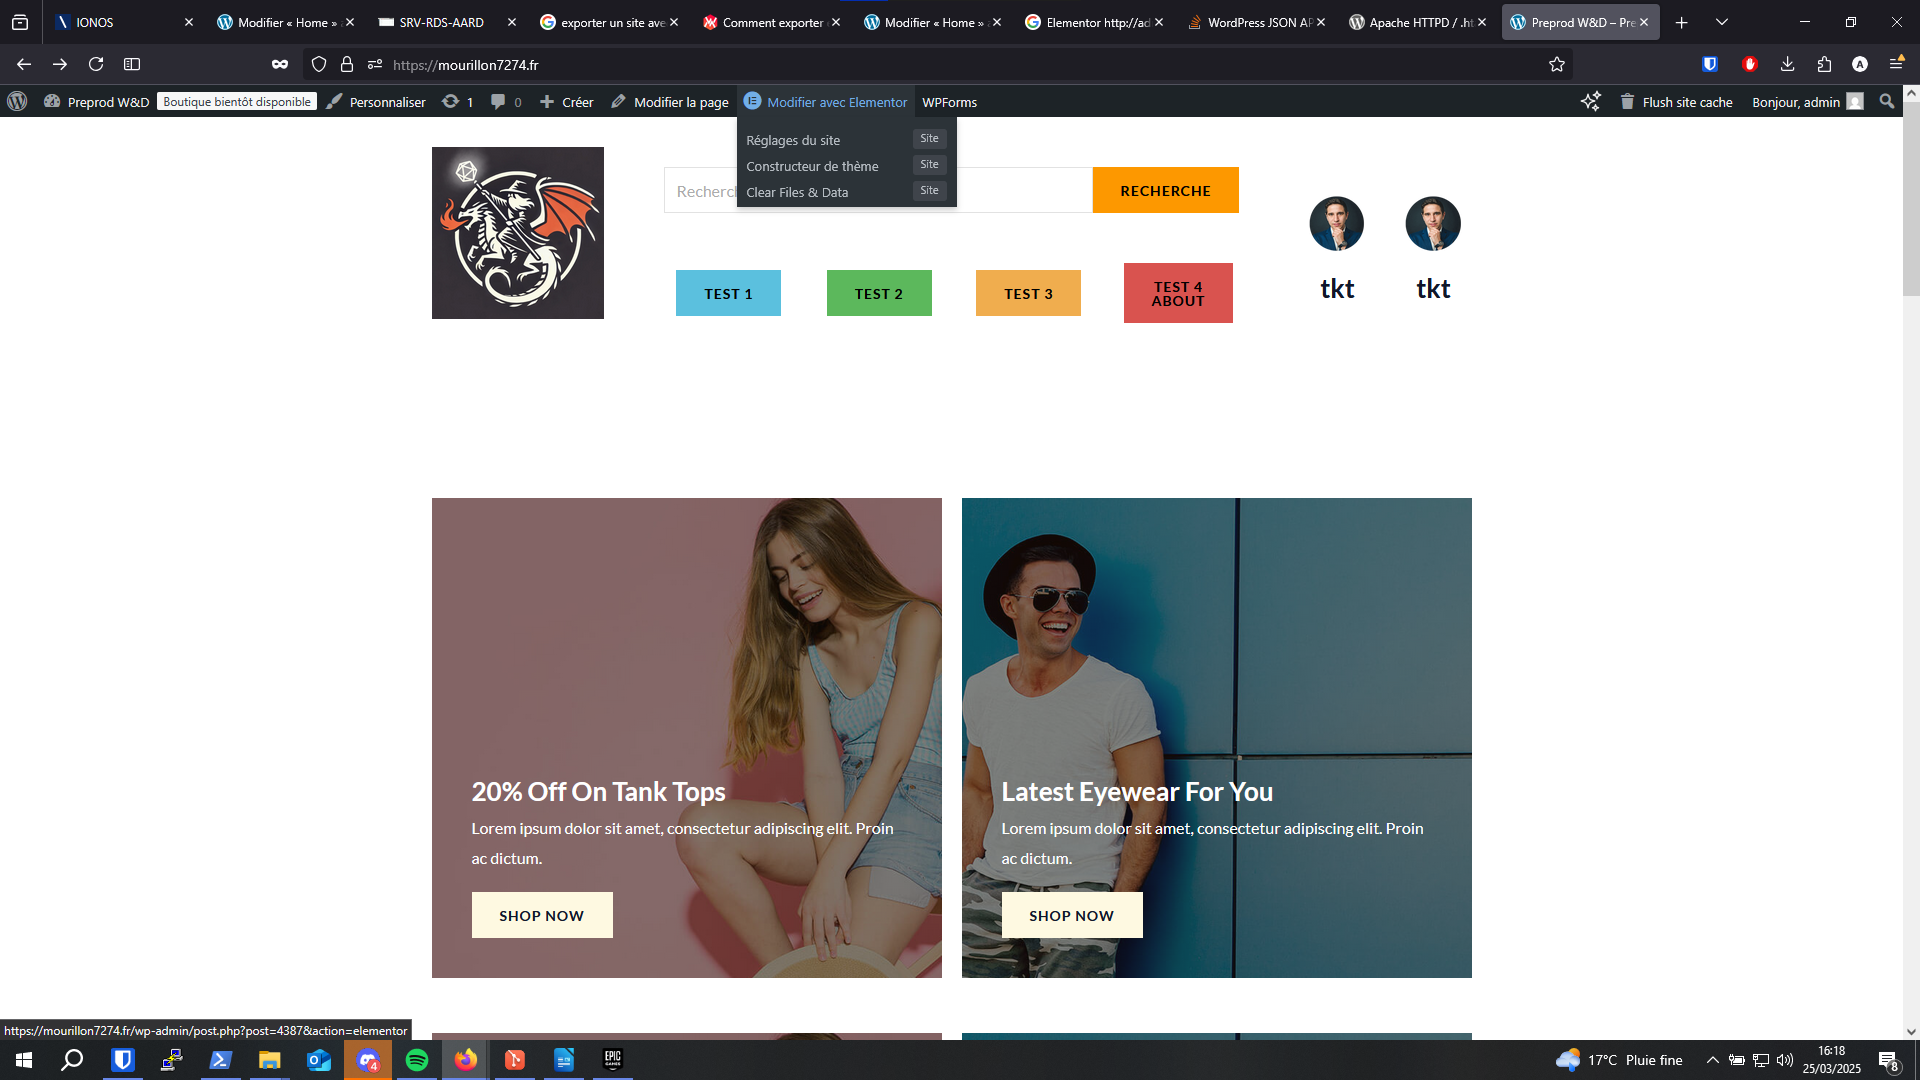 IONOS
Modifier « Home »
SRV-RDS-AARD
exporter un site ave
Comment exporter
Modifier « Home »
Elementor http://ad
WordPress JSON AP
Apache HTTPD / .ht
Preprod W&D – Pre
https://mourillon7274.fr
Preprod W&D
Boutique bientôt disponible
Personnaliser
1
0
Créer
Modifier la page
Modifier avec Elementor
WPForms
Flush site cache
Bonjour, admin
Réglages du site Site
Constructeur de thème Site
Clear Files & Data Site
Recherc
RECHERCHE
TEST 1
TEST 2
TEST 3
TEST 4
ABOUT
tkt
tkt
20% Off On Tank Tops
Lorem ipsum dolor sit amet, consectetur adipiscing elit. Proin
ac dictum.
SHOP NOW
Latest Eyewear For You
Lorem ipsum dolor sit amet, consectetur adipiscing elit. Proin
ac dictum.
SHOP NOW
https://mourillon7274.fr/wp-admin/post.php?post=4387&action=elementor
4
EPIC
GAMES
17°C Pluie fine
16:18
25/03/2025
8